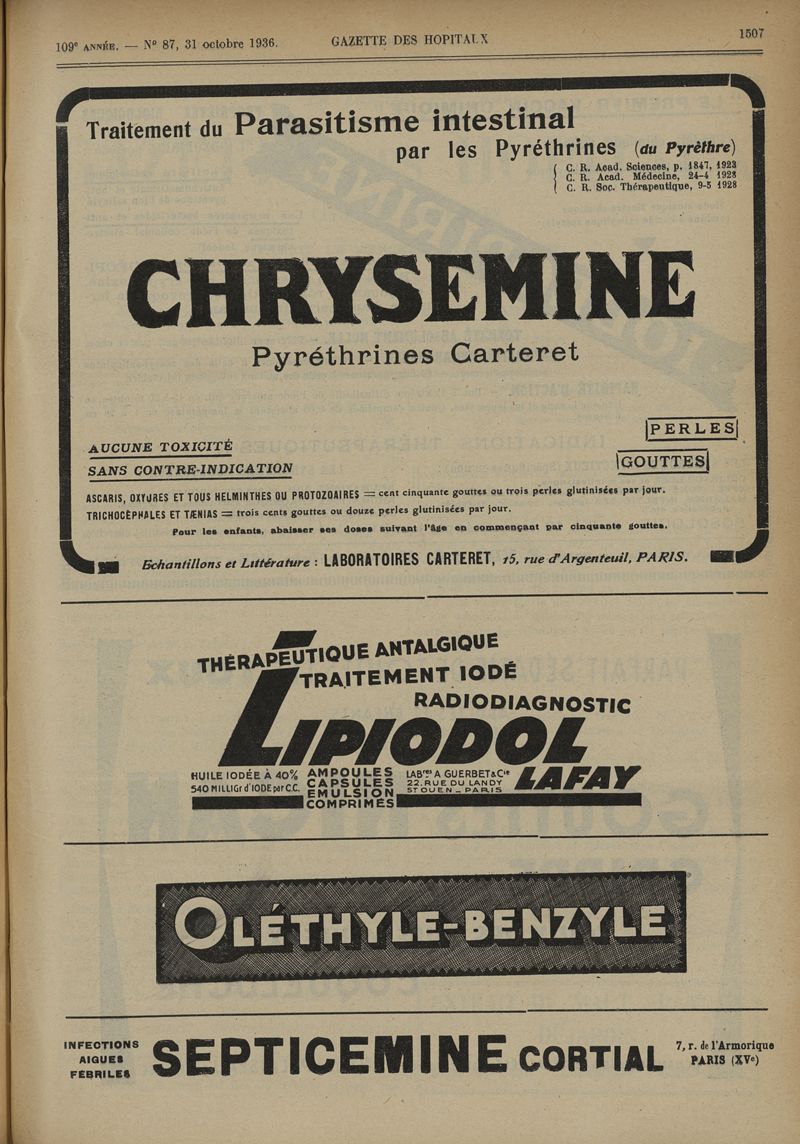 109e ANNÉE. — N° 87, 31 octobre 1936.
GAZETTE DES HOPITAUX
1507
Traitement du Parasitisme intestinal
par les Pyréthrines (du Pyrèthre)
C. R. Acad. Sciences, p. 1847, 1923
C. R. Acad. Médecine, 24-4 1928
C. R. Soc. Thérapeutique, 9-5 1928
CHRYSEMINE
Pyréthrines Carteret
AUCUNE TOXICITÉ
SANS CONTRE-INDICATION
PERLES
GOUTTES
ASCARIS, OXYURES ET TOUS HELMINTHES OU PROTOZOAIRES = cent cinquante gouttes ou trois perles glutinisées par jour.
TRICHOCÉPHALES ET TÆNIAS = trois cents gouttes ou douze perles glutinisées par jour.
Pour les enfants, abaisser ses doses suivant l'âge en commençant par cinquante gouttes.
Echantillons et Littérature : LABORATOIRES CARTERET, 15, rue d'Argenteuil, PARIS.
THÉRAPEUTIQUE ANTALGIQUE
TRAITEMENT IODÉ
RADIODIAGNOSTIC
LIPIODOL
LAFAY
HUILE IODÉE À 40%
540 MILLIGr d'IODE par C.C.
AMPOULES
CAPSULES
EMULSION
COMPRIMÉS
LABres A GUERBET & Cie
22. RUE DU LANDY
ST OUEN _ PARIS
OLÉTHYLE-BENZYLE
INFECTIONS
AIGUES
FEBRILES
SEPTICEMINE CORTIAL
7, r. de l'Armorique
PARIS (XVe)